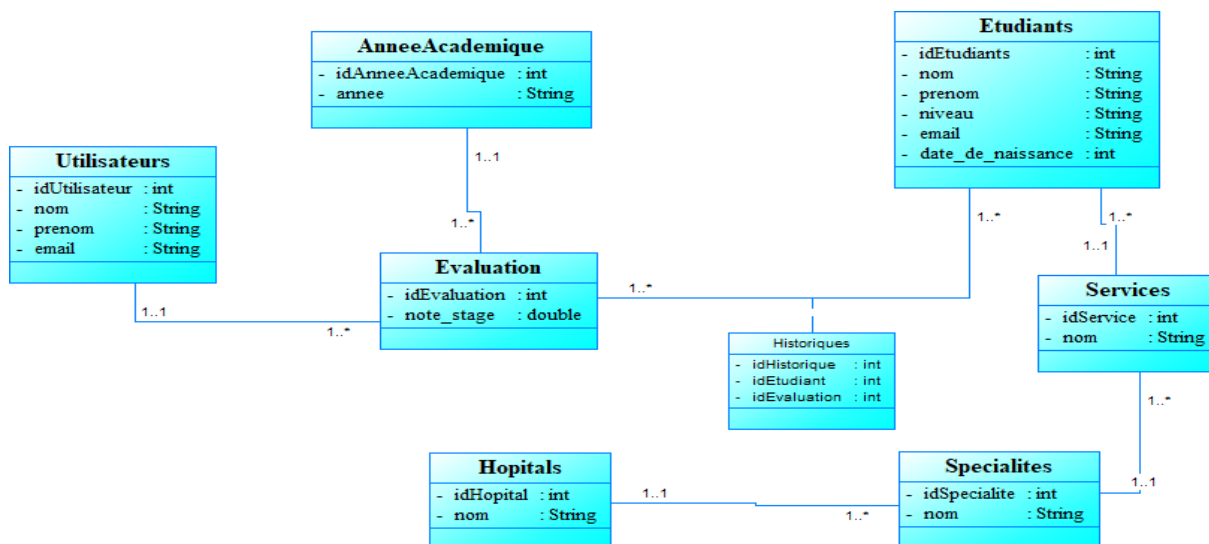 AnneeAcademique
- idAnneeAcademique : int
- annee : String
Etudiants
- idEtudiants : int
- nom : String
- prenom : String
- niveau : String
- email : String
- date_de_naissance : int
Utilisateurs
- idUtilisateur : int
- nom : String
- prenom : String
- email : String
1..1
1..*
1..*
1..*
1..1
Evaluation
- idEvaluation : int
- note_stage : double
1..1
1..*
1..*
Services
- idService : int
- nom : String
Historiques
- idHistorique : int
- idEtudiant : int
- idEvaluation : int
1..*
1..1
Hopitals
- idHopital : int
- nom : String
1..1
1..*
Specialites
- idSpecialite : int
- nom : String